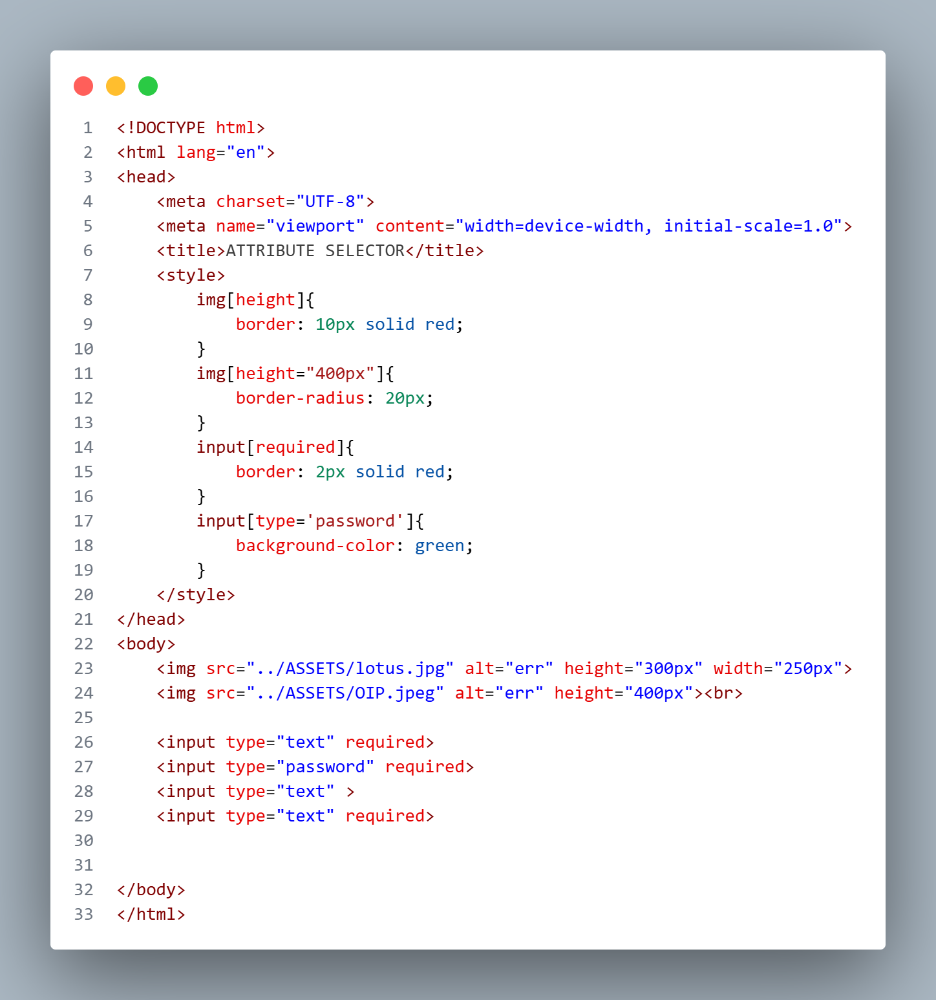 1 <!DOCTYPE html>
2 <html lang="en">
3 <head>
4     <meta charset="UTF-8">
5     <meta name="viewport" content="width=device-width, initial-scale=1.0">
6     <title>ATTRIBUTE SELECTOR</title>
7     <style>
8         img[height]{
9             border: 10px solid red;
10         }
11         img[height="400px"]{
12             border-radius: 20px;
13         }
14         input[required]{
15             border: 2px solid red;
16         }
17         input[type='password']{
18             background-color: green;
19         }
20     </style>
21 </head>
22 <body>
23     <img src="../ASSETS/lotus.jpg" alt="err" height="300px" width="250px">
24     <img src="../ASSETS/OIP.jpeg" alt="err" height="400px"><br>
25
26     <input type="text" required>
27     <input type="password" required>
28     <input type="text" >
29     <input type="text" required>
30
31
32 </body>
33 </html>